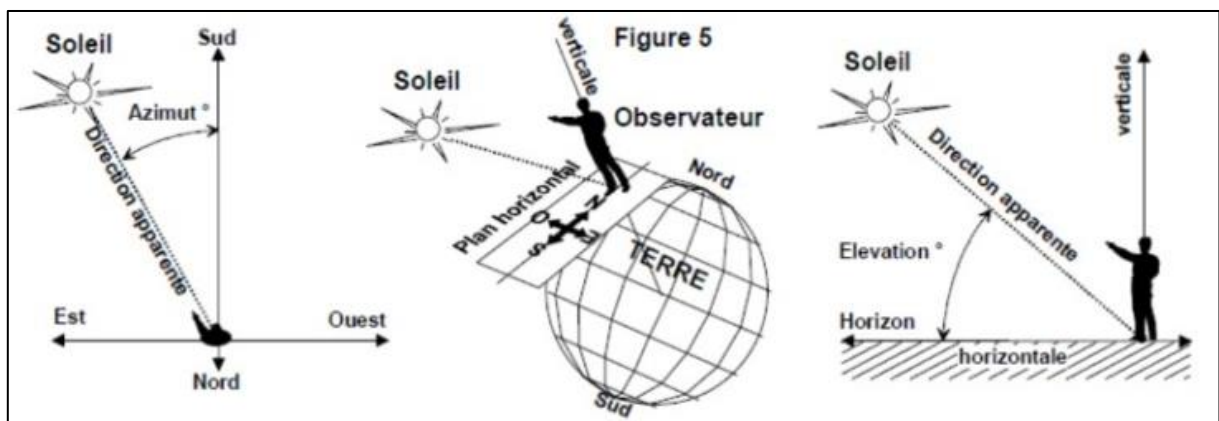 Soleil
Sud
Azimut °
Direction apparente
Est
Ouest
Nord
Figure 5
verticale
Soleil
Observateur
Plan horizontal
N
O
E
S
Nord
TERRE
Sud
Soleil
verticale
Direction apparente
Elevation °
Horizon
horizontale